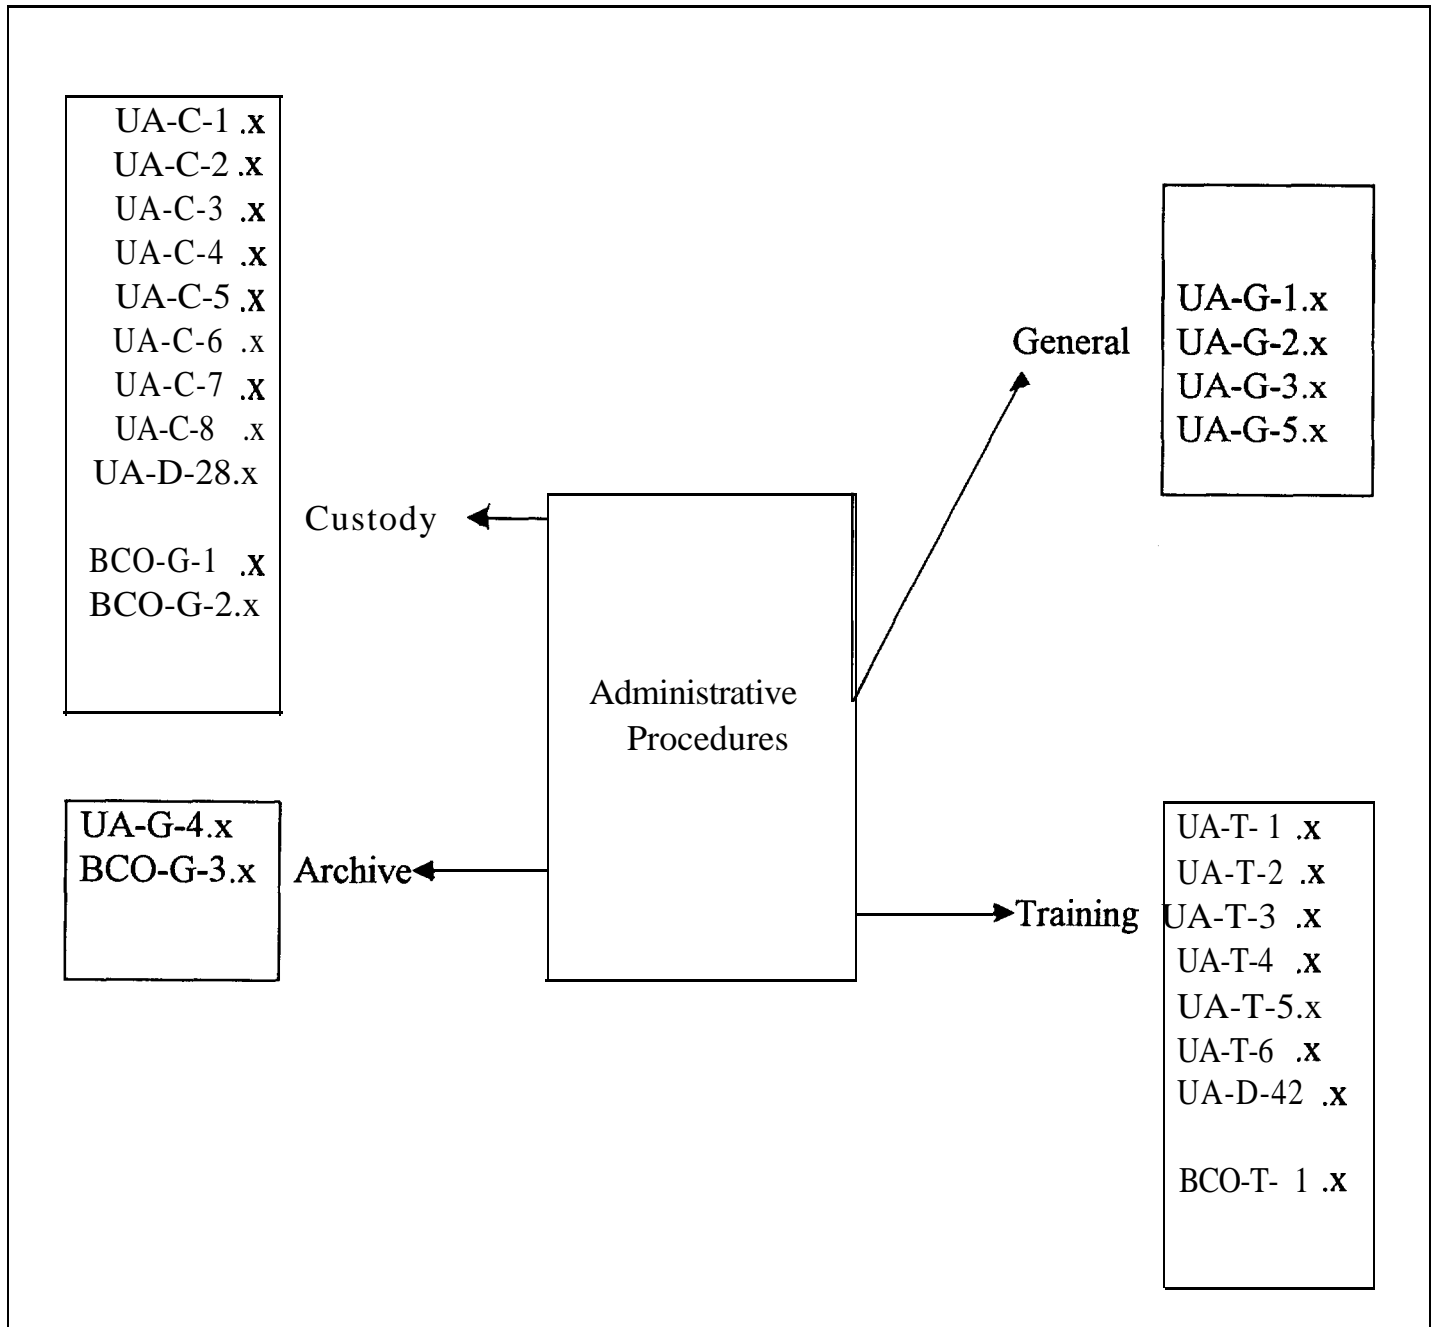 UA-C-1 .x
UA-C-2 .x
UA-C-3 .x
UA-C-4 .x
UA-C-5 .x
UA-C-6 .x
UA-C-7 .x
UA-C-8 .x
UA-D-28.x
BCO-G-1 .x
BCO-G-2.x
Custody
General
UA-G-1.x
UA-G-2.x
UA-G-3.x
UA-G-5.x
Administrative
Procedures
UA-G-4.x
BCO-G-3.x
Archive
Training
UA-T- 1 .x
UA-T-2 .x
UA-T-3 .x
UA-T-4 .x
UA-T-5.x
UA-T-6 .x
UA-D-42 .x
BCO-T- 1 .x